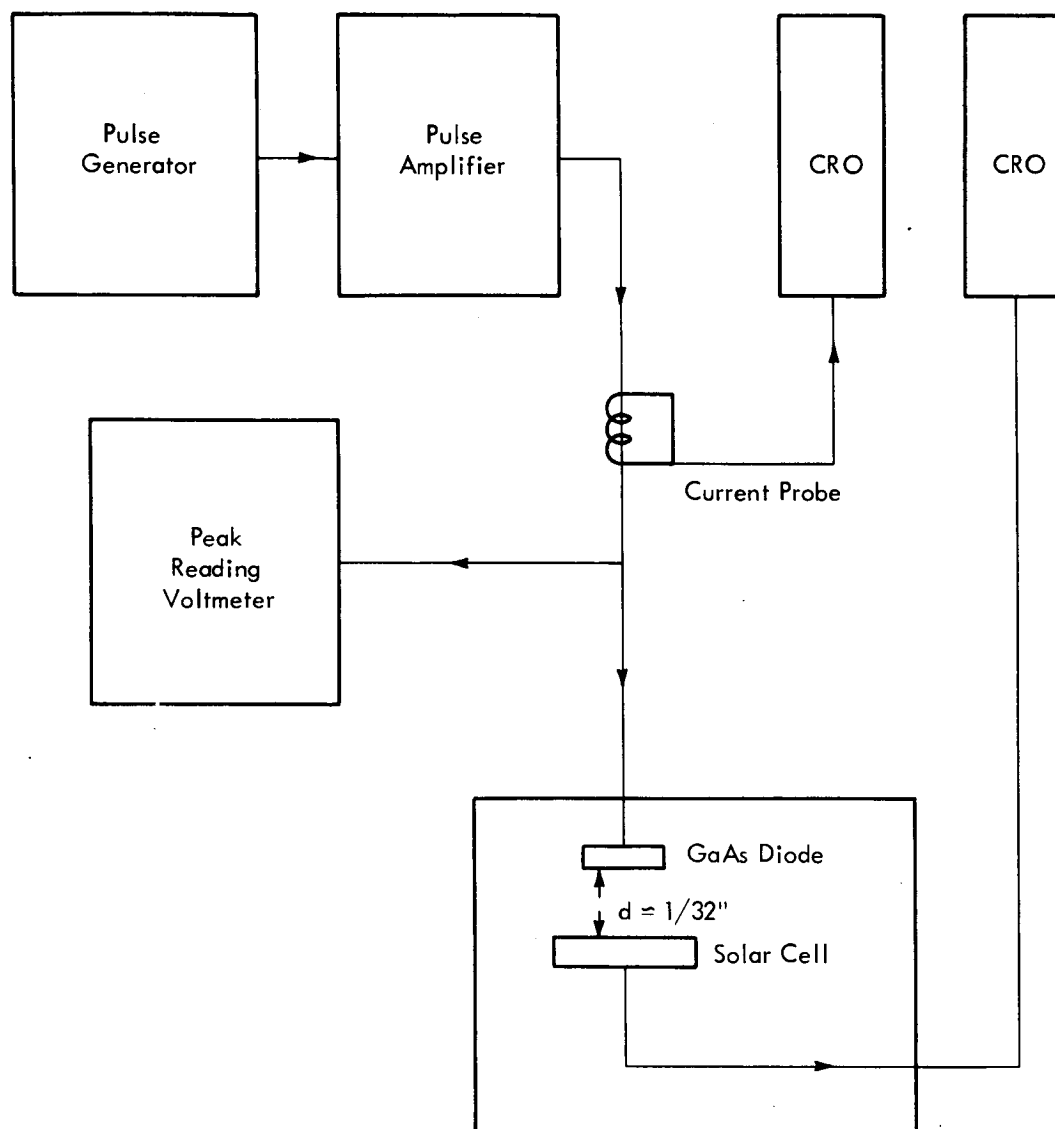 Pulse
Generator
Pulse
Amplifier
CRO
CRO
Current Probe
Peak
Reading
Voltmeter
GaAs Diode
d ≈ 1/32"
Solar Cell